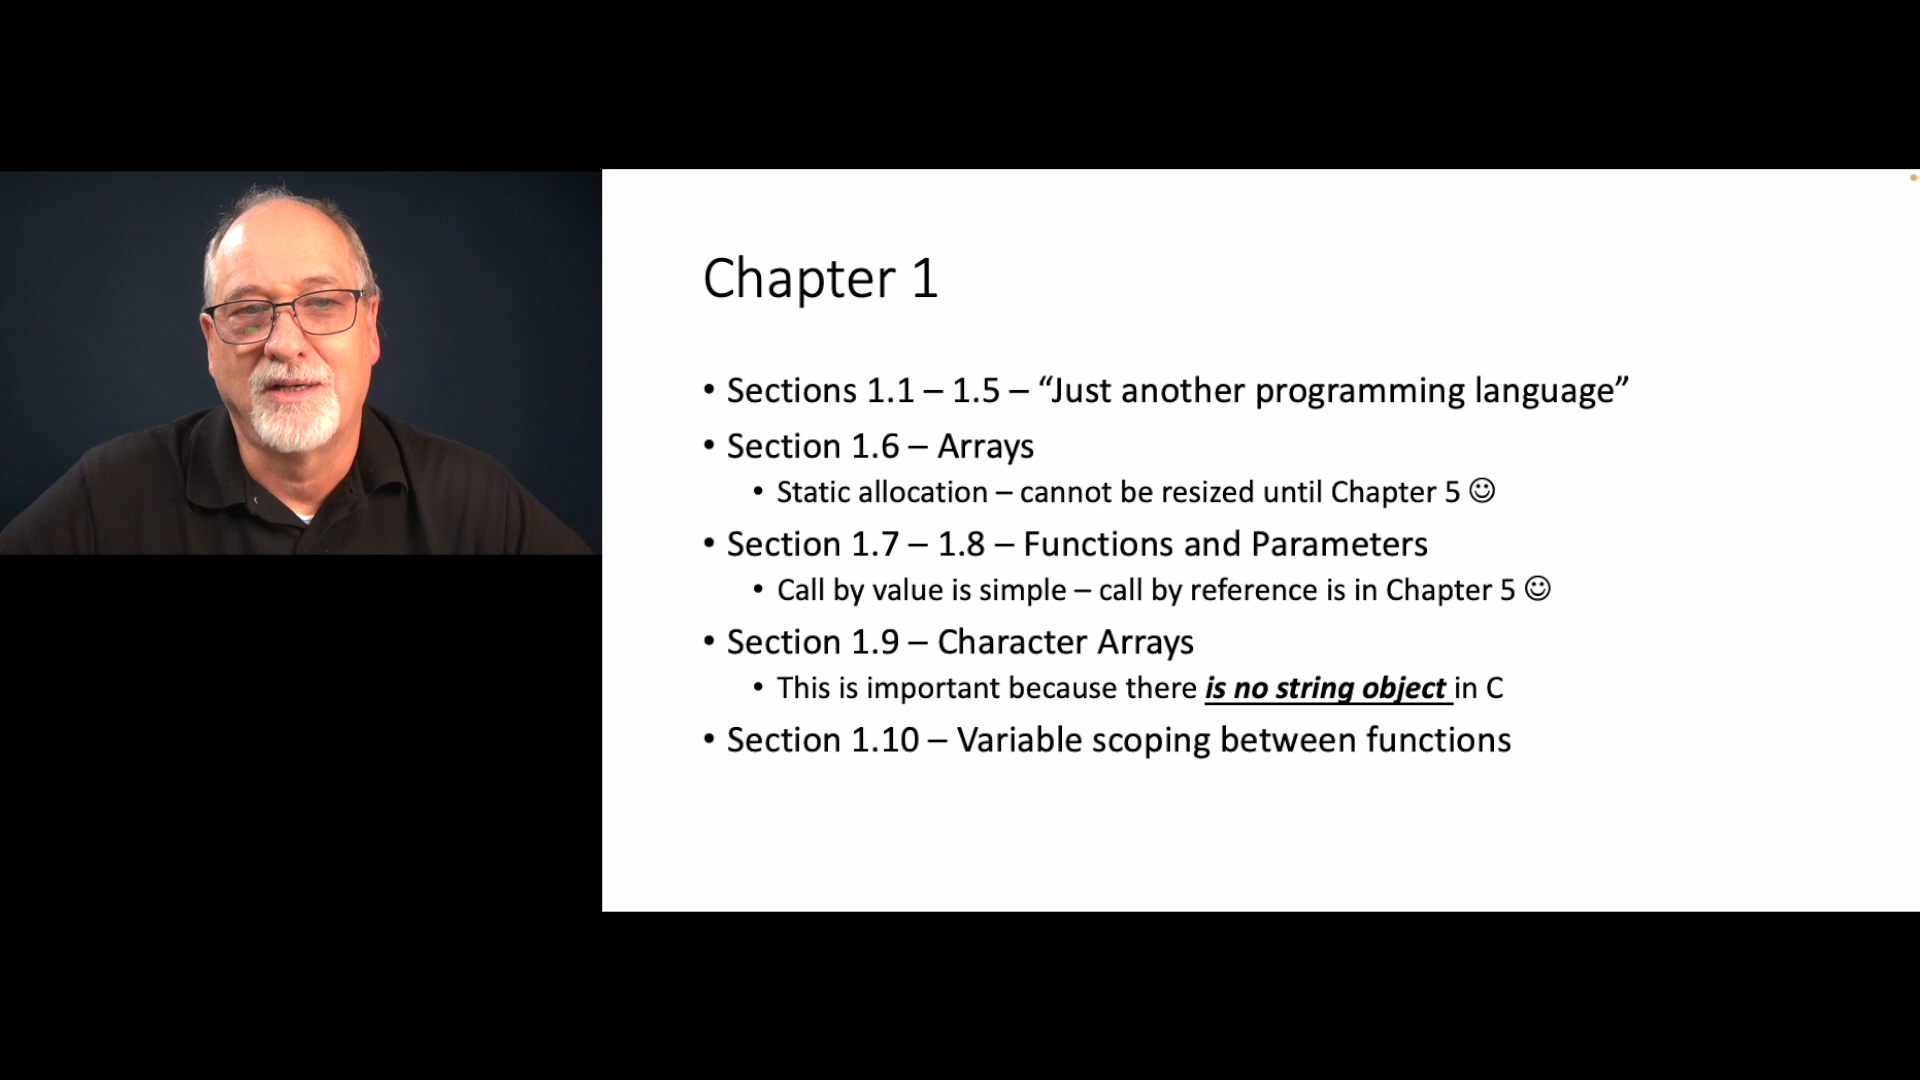 Chapter 1
• Sections 1.1 – 1.5 – “Just another programming language”
• Section 1.6 – Arrays
• Static allocation – cannot be resized until Chapter 5 ☺
• Section 1.7 – 1.8 – Functions and Parameters
• Call by value is simple – call by reference is in Chapter 5 ☺
• Section 1.9 – Character Arrays
• This is important because there is no string object in C
• Section 1.10 – Variable scoping between functions